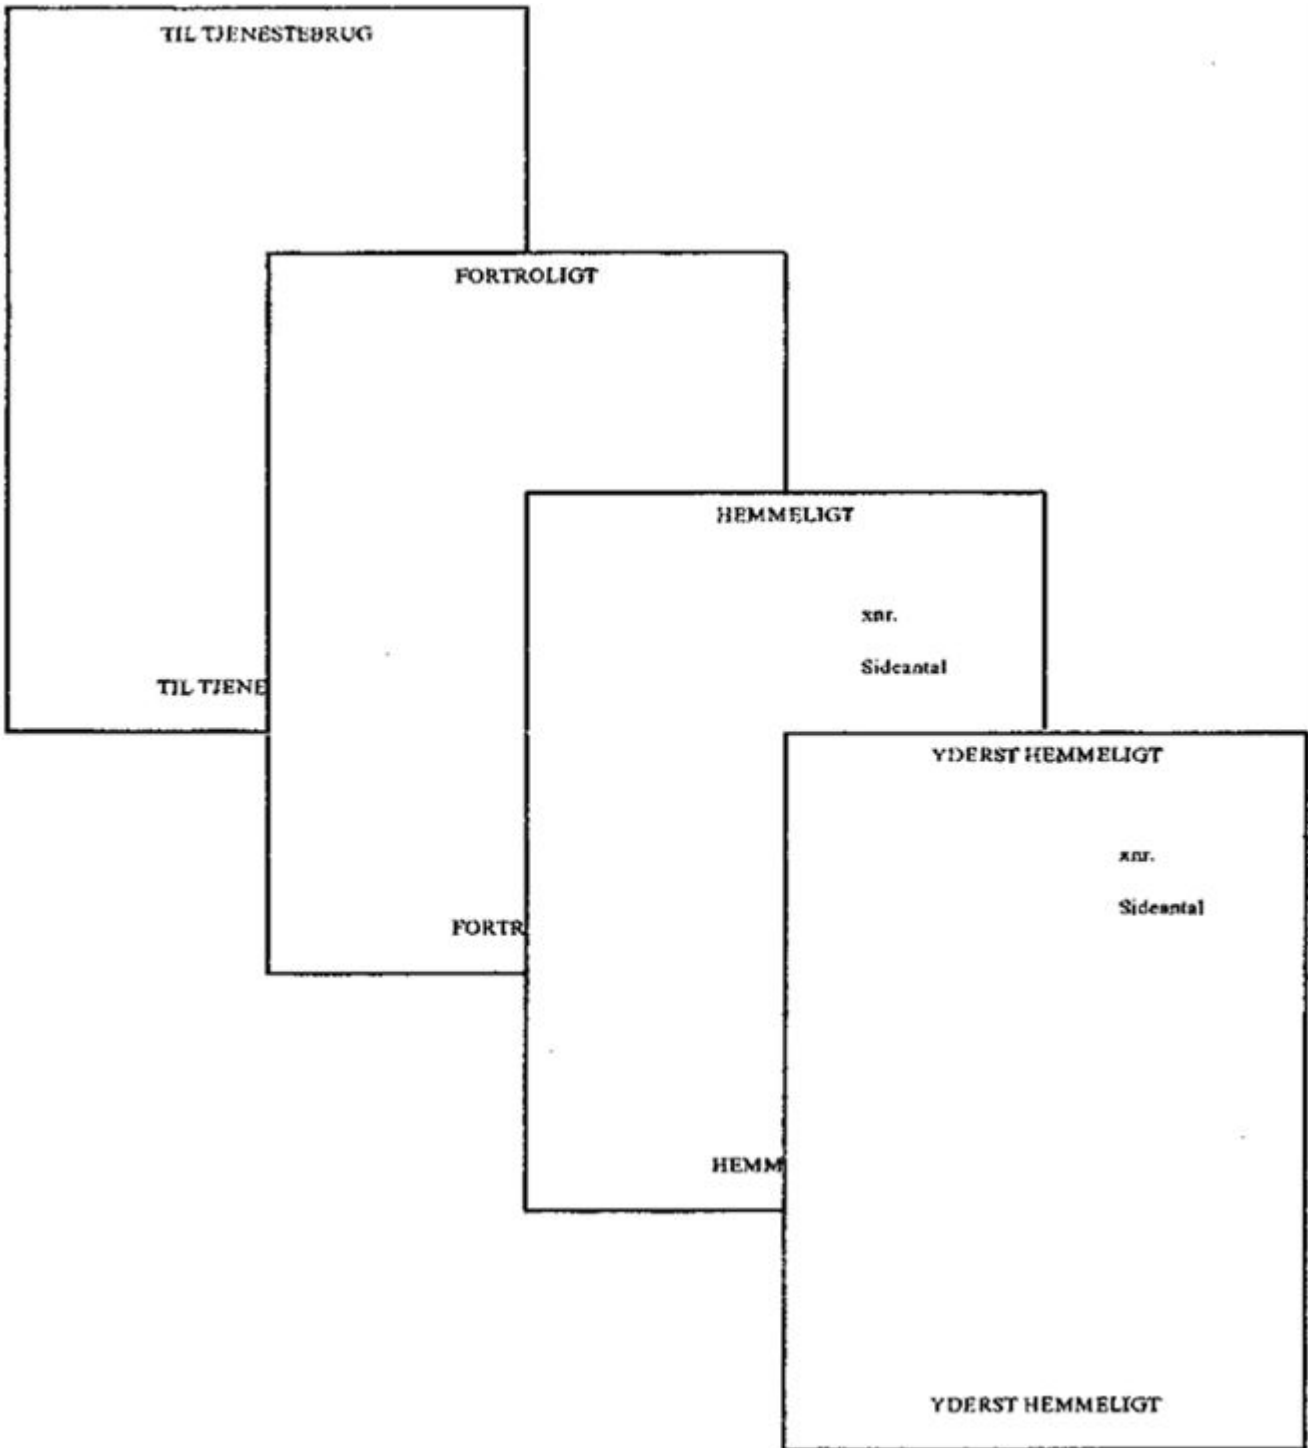 TIL TJENESTEBRUG
FORTROLIGT
HEMMELIGT
xnr.
Sideantal
TIL TJENE
YDERST HEMMELIGT
xnr.
Sideantal
FORTR
HEMM
YDERST HEMMELIGT